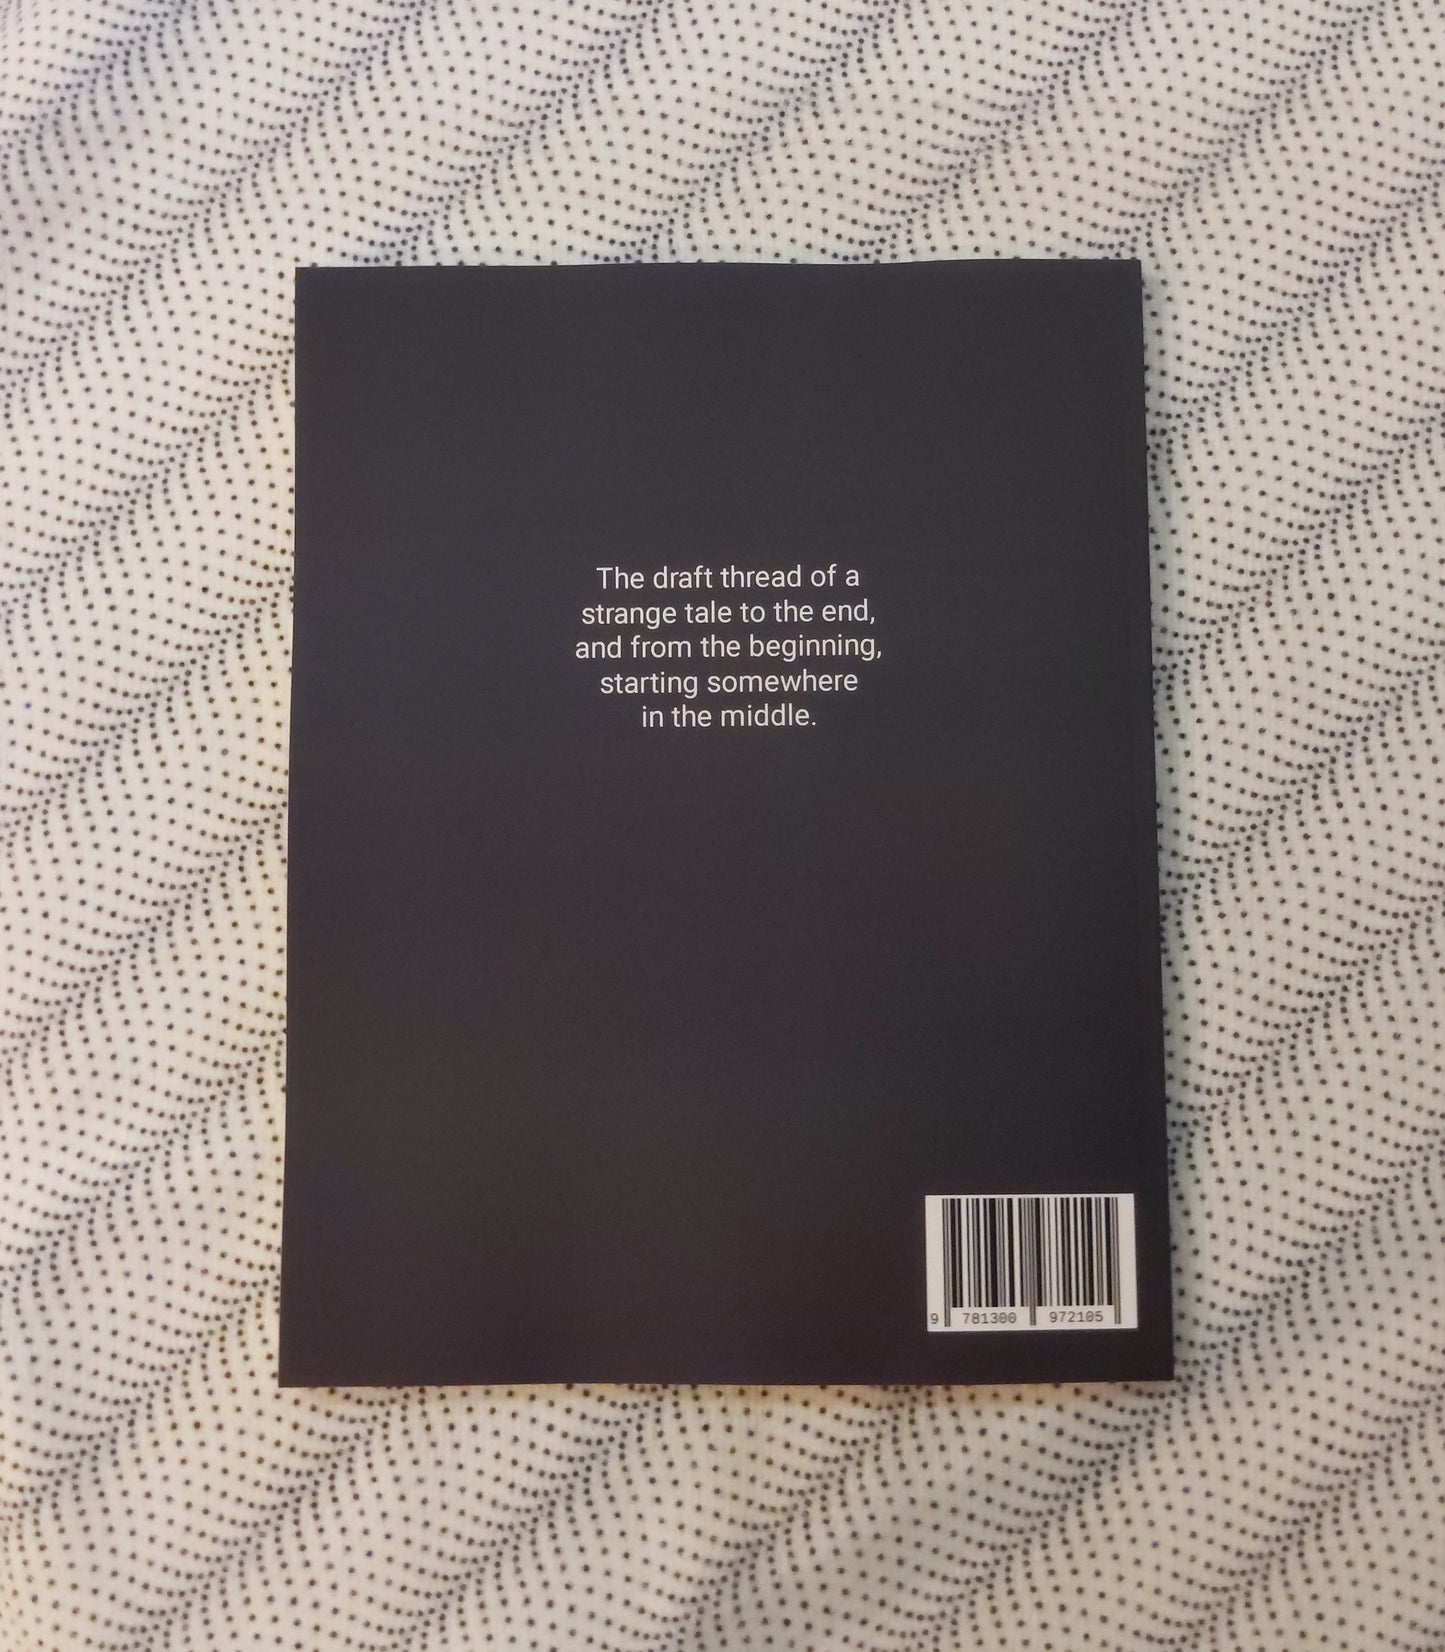 The draft thread of a
strange tale to the end,
and from the beginning,
starting somewhere
in the middle.
9 781300 972105